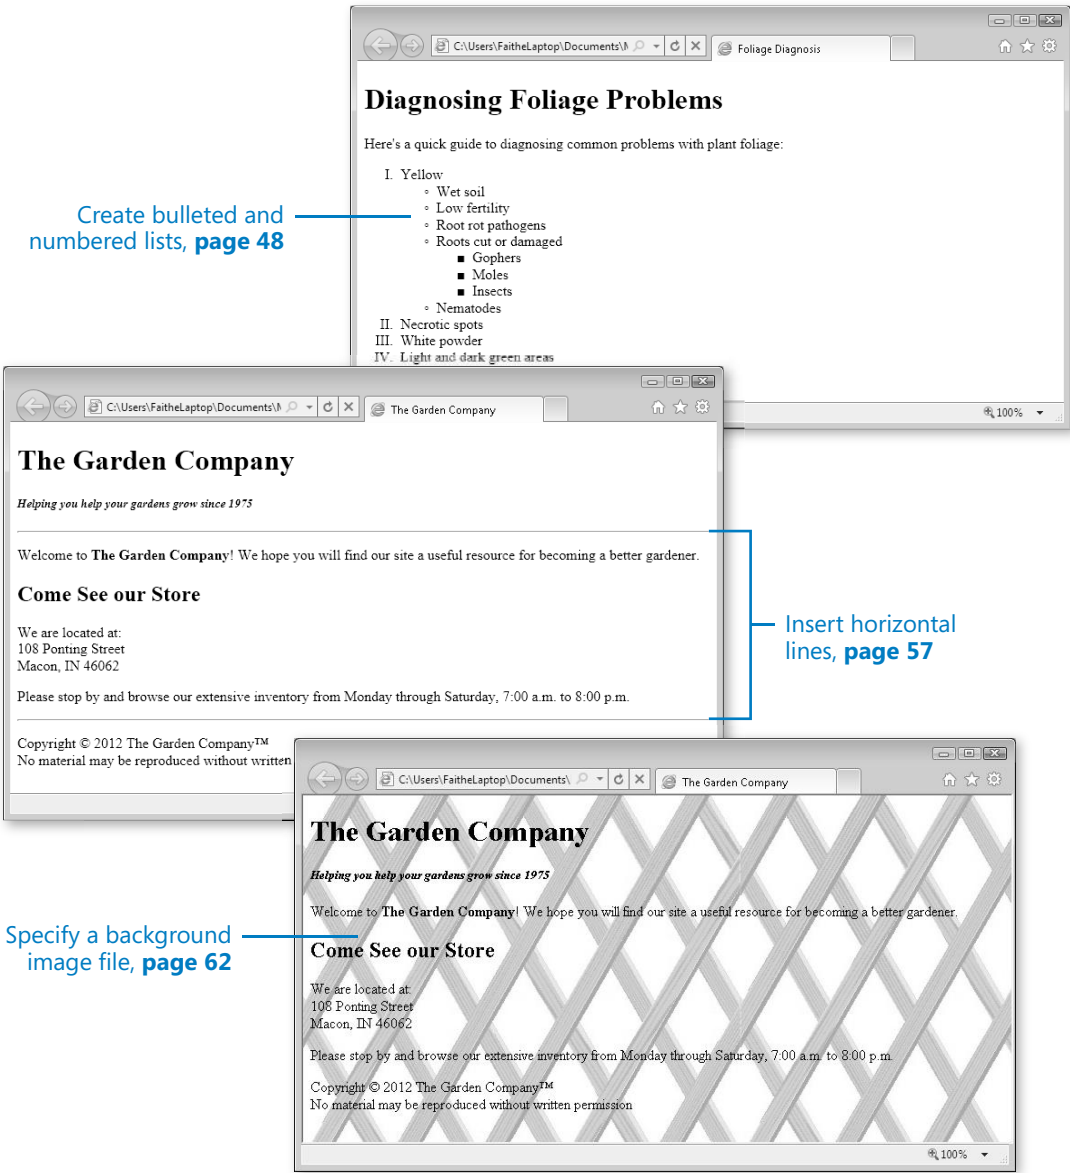 C:\Users\FaitheLaptop\Documents\
Foliage Diagnosis
Diagnosing Foliage Problems
Here's a quick guide to diagnosing common problems with plant foliage:
I. Yellow
◦ Wet soil
◦ Low fertility
◦ Root rot pathogens
◦ Roots cut or damaged
■ Gophers
■ Moles
■ Insects
◦ Nematodes
II. Necrotic spots
III. White powder
IV. Light and dark green areas
100%
Create bulleted and
numbered lists, page 48
C:\Users\FaitheLaptop\Documents\
The Garden Company
The Garden Company
Helping you help your gardens grow since 1975
Welcome to The Garden Company! We hope you will find our site a useful resource for becoming a better gardener.
Come See our Store
We are located at:
108 Ponting Street
Macon, IN 46062
Please stop by and browse our extensive inventory from Monday through Saturday, 7:00 a.m. to 8:00 p.m.
Copyright © 2012 The Garden Company™
No material may be reproduced without written
Insert horizontal
lines, page 57
C:\Users\FaitheLaptop\Documents\
The Garden Company
The Garden Company
Helping you help your gardens grow since 1975
Welcome to The Garden Company! We hope you will find our site a useful resource for becoming a better gardener.
Come See our Store
We are located at:
108 Ponting Street
Macon, IN 46062
Please stop by and browse our extensive inventory from Monday through Saturday, 7:00 a.m. to 8:00 p.m.
Copyright © 2012 The Garden Company™
No material may be reproduced without written permission
100%
Specify a background
image file, page 62